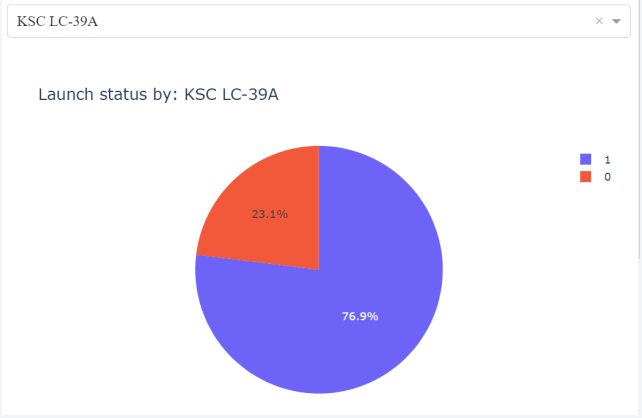 KSC LC-39A
Launch status by: KSC LC-39A
1
0
23.1%
76.9%